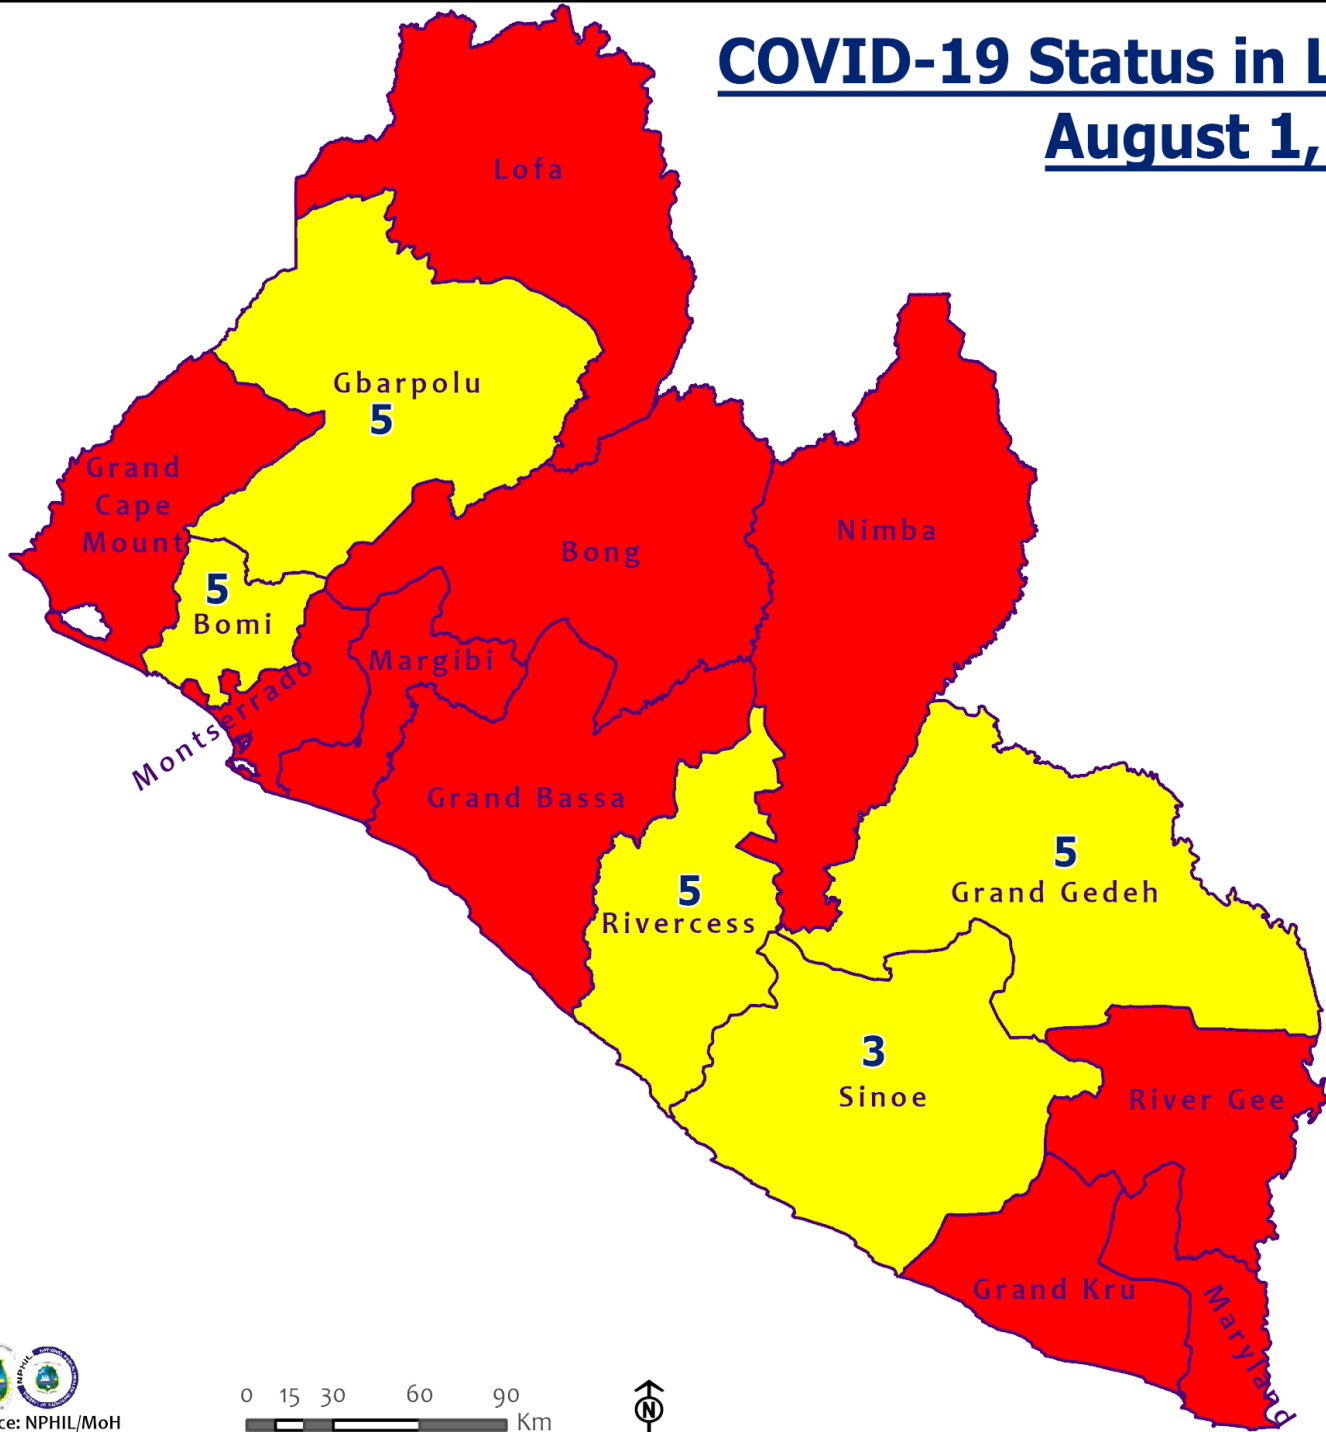 COVID-19 Status in L
August 1,
Lofa
Gbarpolu
5
Grand
Cape
Mount
Bong
Nimba
5
Bomi
Margibi
Montserrado
Grand Bassa
5
Grand Gedeh
5
Rivercess
3
Sinoe
River Gee
Grand Kru
Maryland
NPHIL
0 15 30 60 90
Km
N
ce: NPHIL/MoH